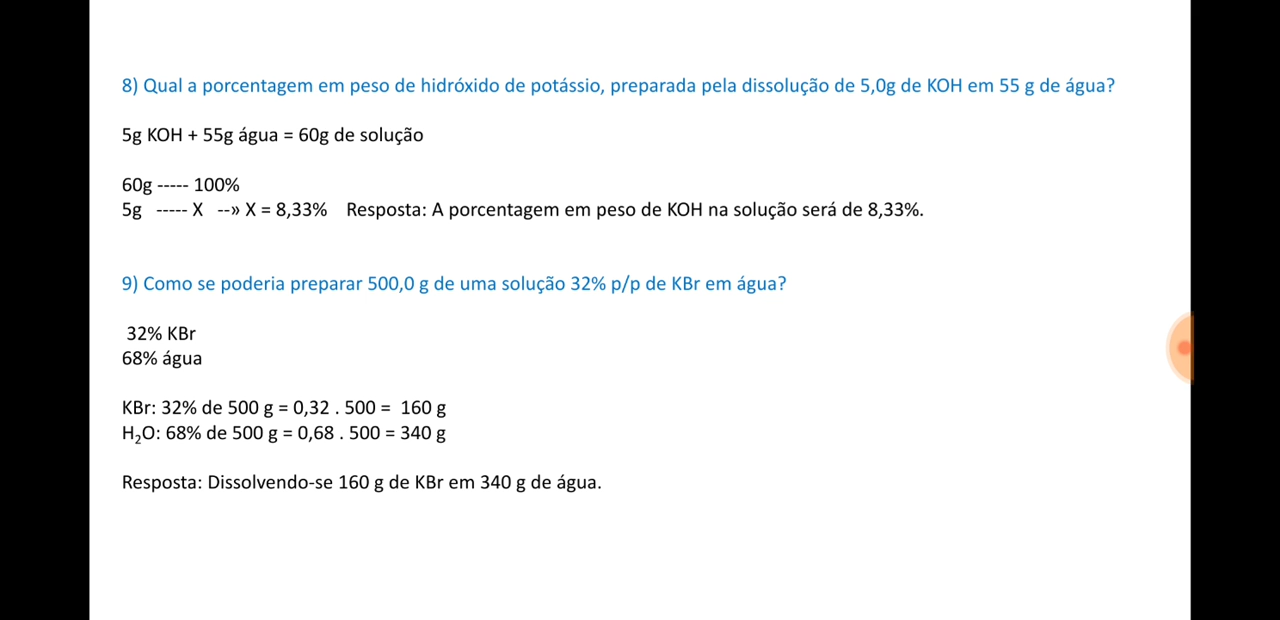 8) Qual a porcentagem em peso de hidróxido de potássio, preparada pela dissolução de 5,0g de KOH em 55 g de água?
5g KOH + 55g água = 60g de solução
60g ----- 100%
5g ----- X --» X = 8,33% Resposta: A porcentagem em peso de KOH na solução será de 8,33%.
9) Como se poderia preparar 500,0 g de uma solução 32% p/p de KBr em água?
32% KBr
68% água
KBr: 32% de 500 g = 0,32 . 500 = 160 g
H₂O: 68% de 500 g = 0,68 . 500 = 340 g
Resposta: Dissolvendo-se 160 g de KBr em 340 g de água.